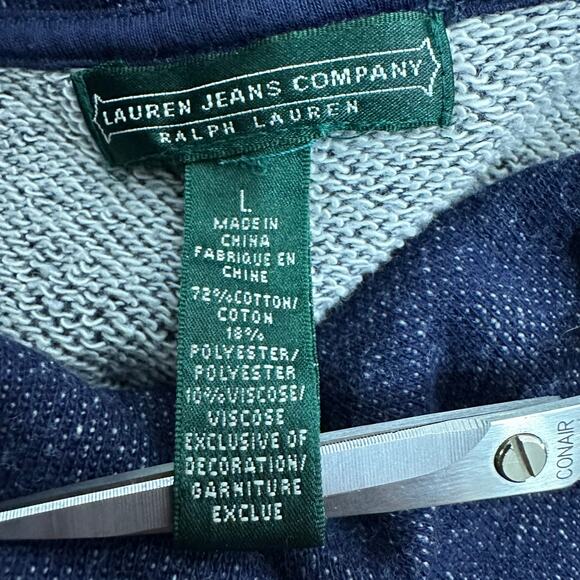 LAUREN JEANS COMPANY
RALPH LAUREN
L
MADE IN
CHINA
FABRIQUE EN
CHINE
72%COTTON/
COTON
18%
POLYESTER/
POLYESTER
10%VISCOSE/
VISCOSE
EXCLUSIVE OF
DECORATION/
GARNITURE
EXCLUE
CONAIR